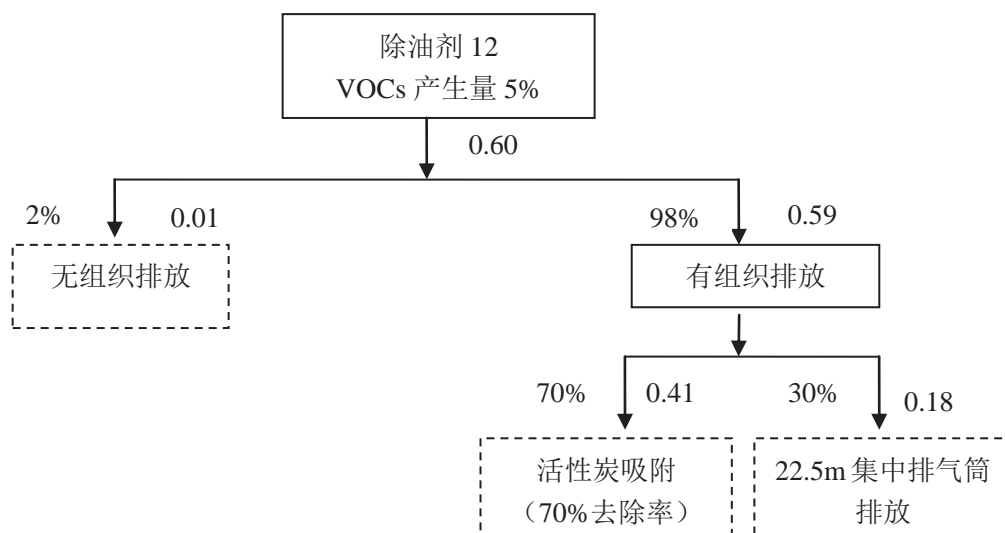 除油剂 12
VOCs 产生量 5%
0.60
2%
0.01
98%
0.59
无组织排放
有组织排放
70%
0.41
30%
0.18
活性炭吸附
（70%去除率）
22.5m 集中排气筒
排放